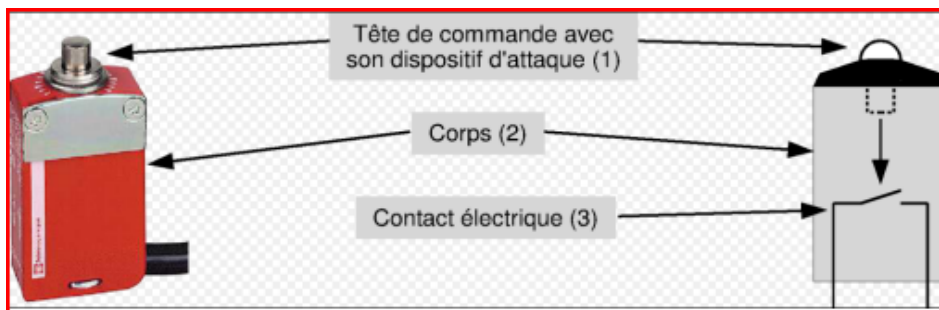 Tête de commande avec
son dispositif d'attaque (1)
Corps (2)
Contact électrique (3)